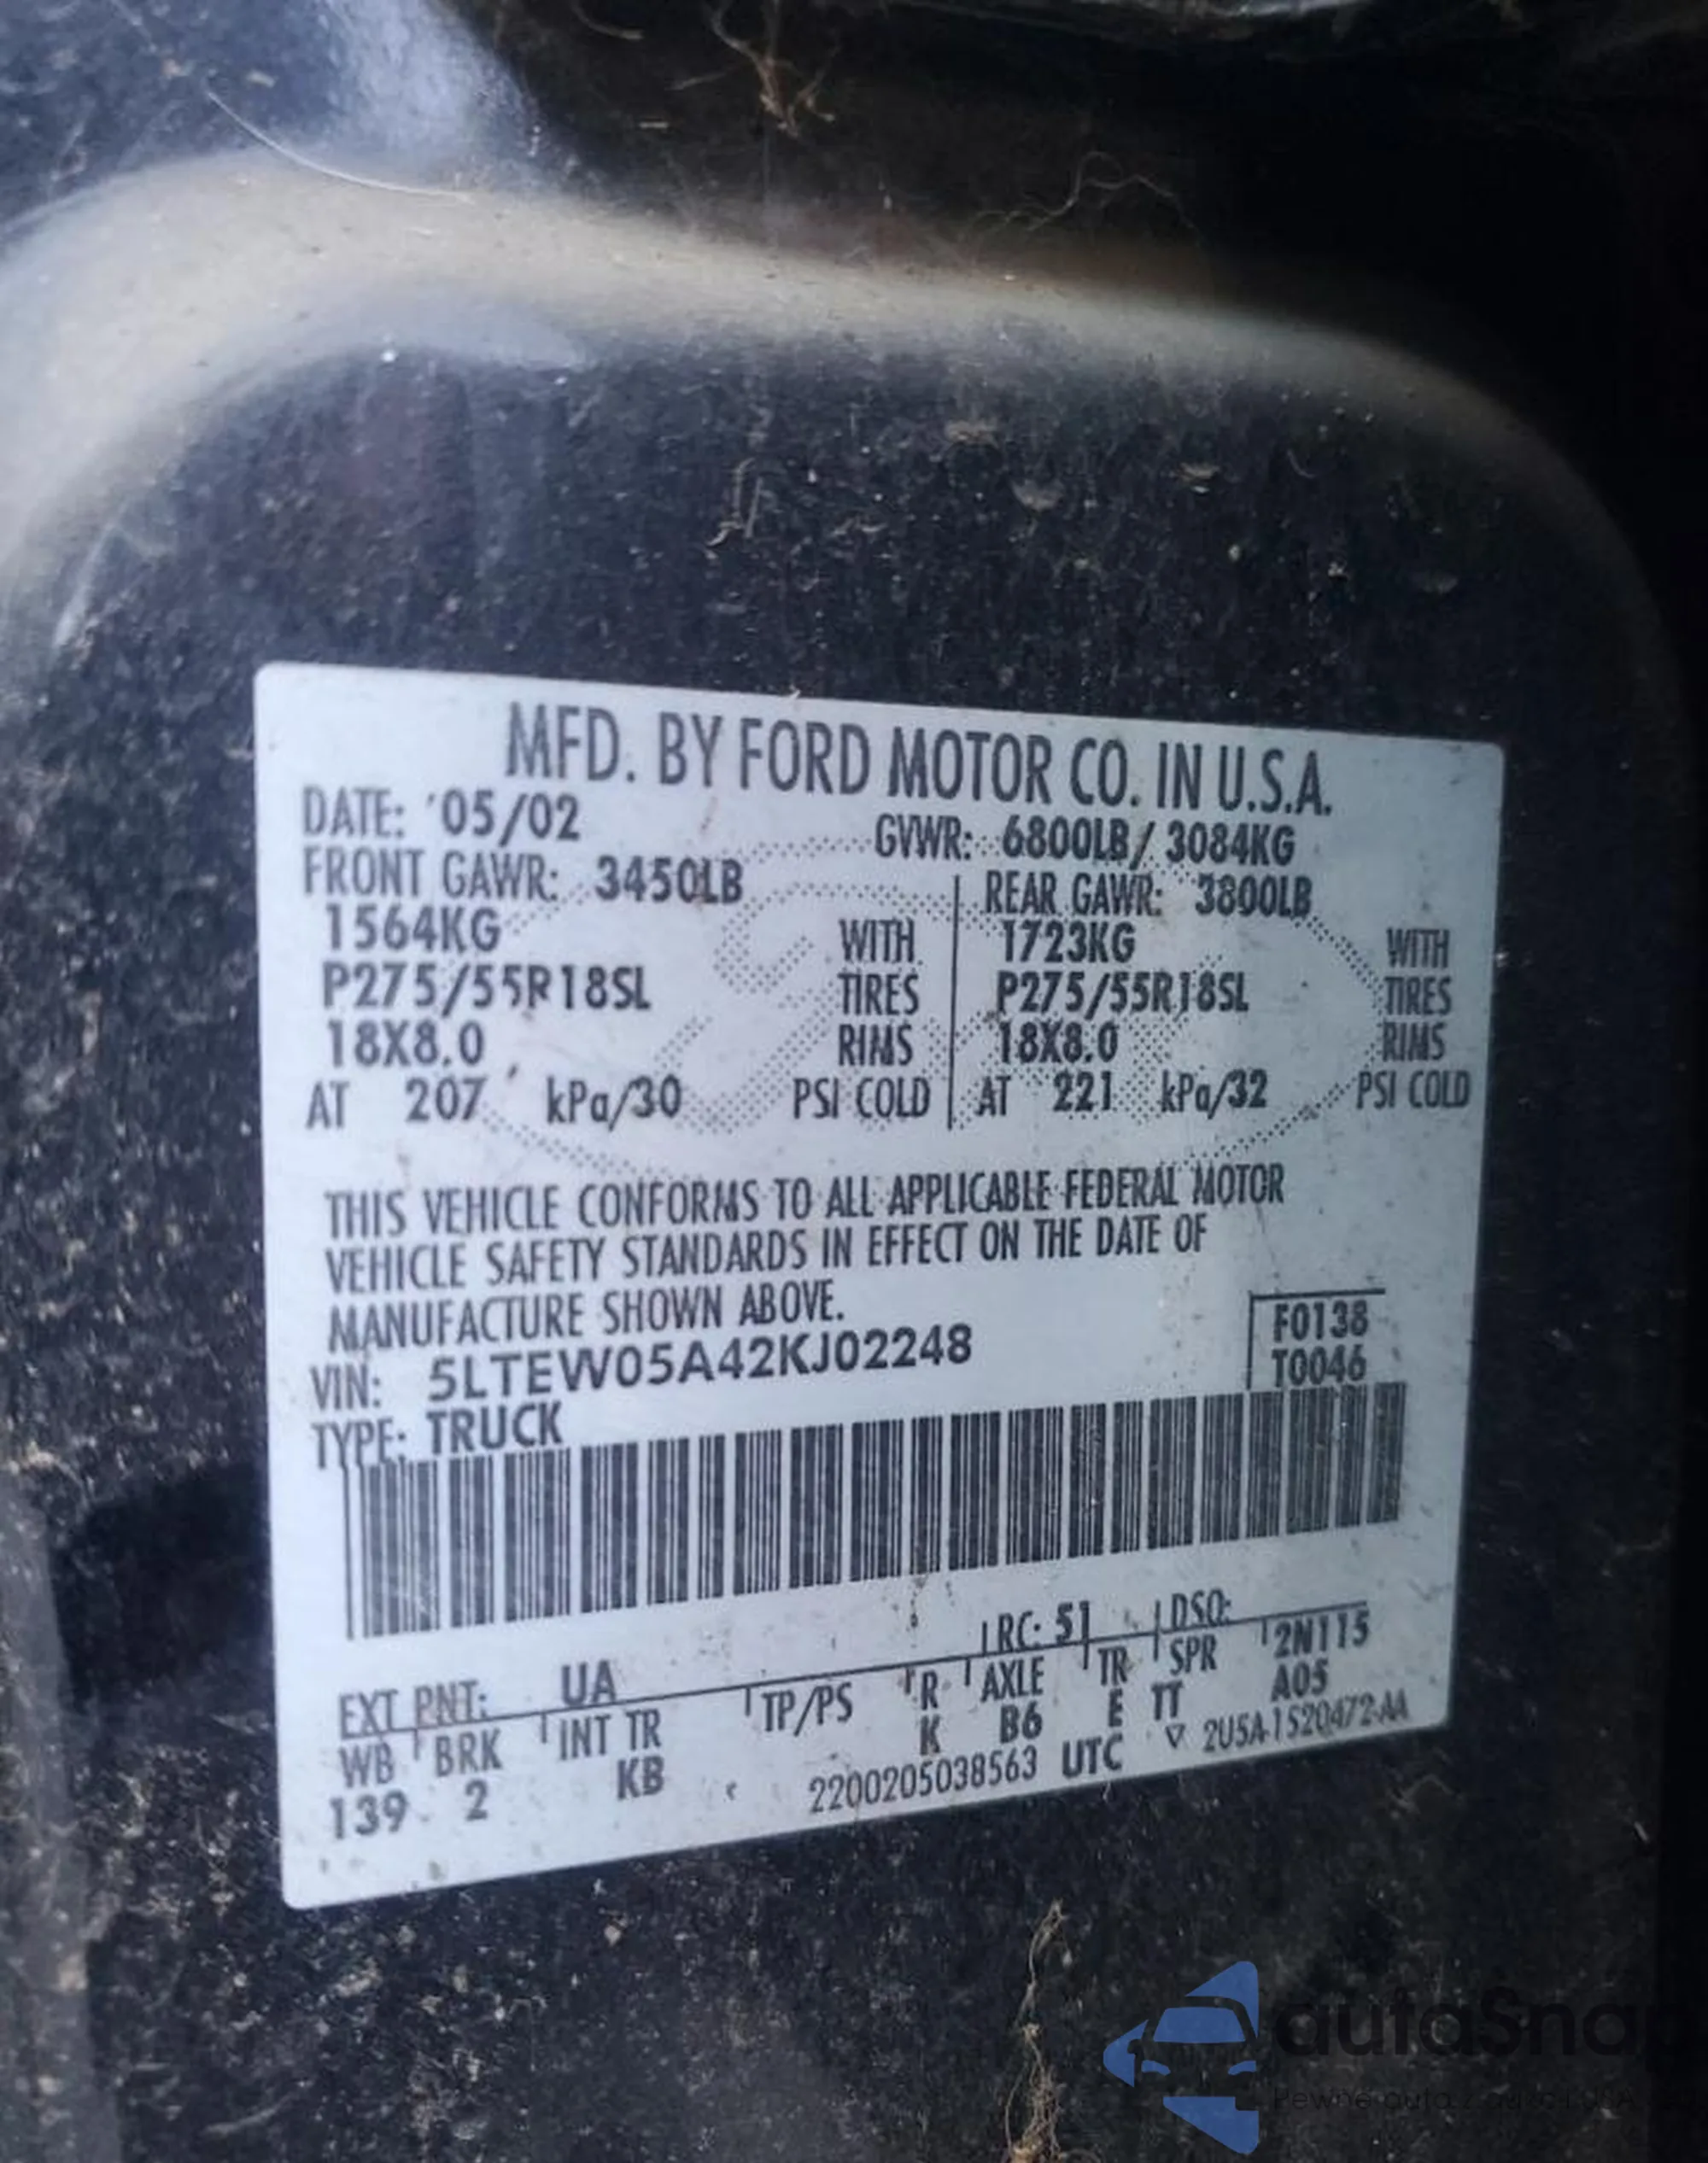 MFD. BY FORD MOTOR CO. IN U.S.A.
DATE: 05/02 GVWR: 6800LB/ 3084KG
FRONT GAWR: 3450LB REAR GAWR: 3800LB
1564KG WITH 1723KG WITH
P275/55R18SL TIRES P275/55R18SL TIRES
18X8.0 RIMS 18X8.0 RIMS
AT 207 kPa/30 PSI COLD AT 221 kPa/32 PSI COLD
THIS VEHICLE CONFORMS TO ALL APPLICABLE FEDERAL MOTOR
VEHICLE SAFETY STANDARDS IN EFFECT ON THE DATE OF
MANUFACTURE SHOWN ABOVE.
F0138
VIN: 5LTEW05A42KJ02248 T0046
TYPE: TRUCK
EXT PNT: UA RC: 51 DSO:
WB BRK INT TR TP/PS R AXLE TR SPR 2N115
139 2 KB K B6 E TT A05
2200205038563 UTC ▽ 2U5A-1520472-AA
autaSna
Pewne auta z